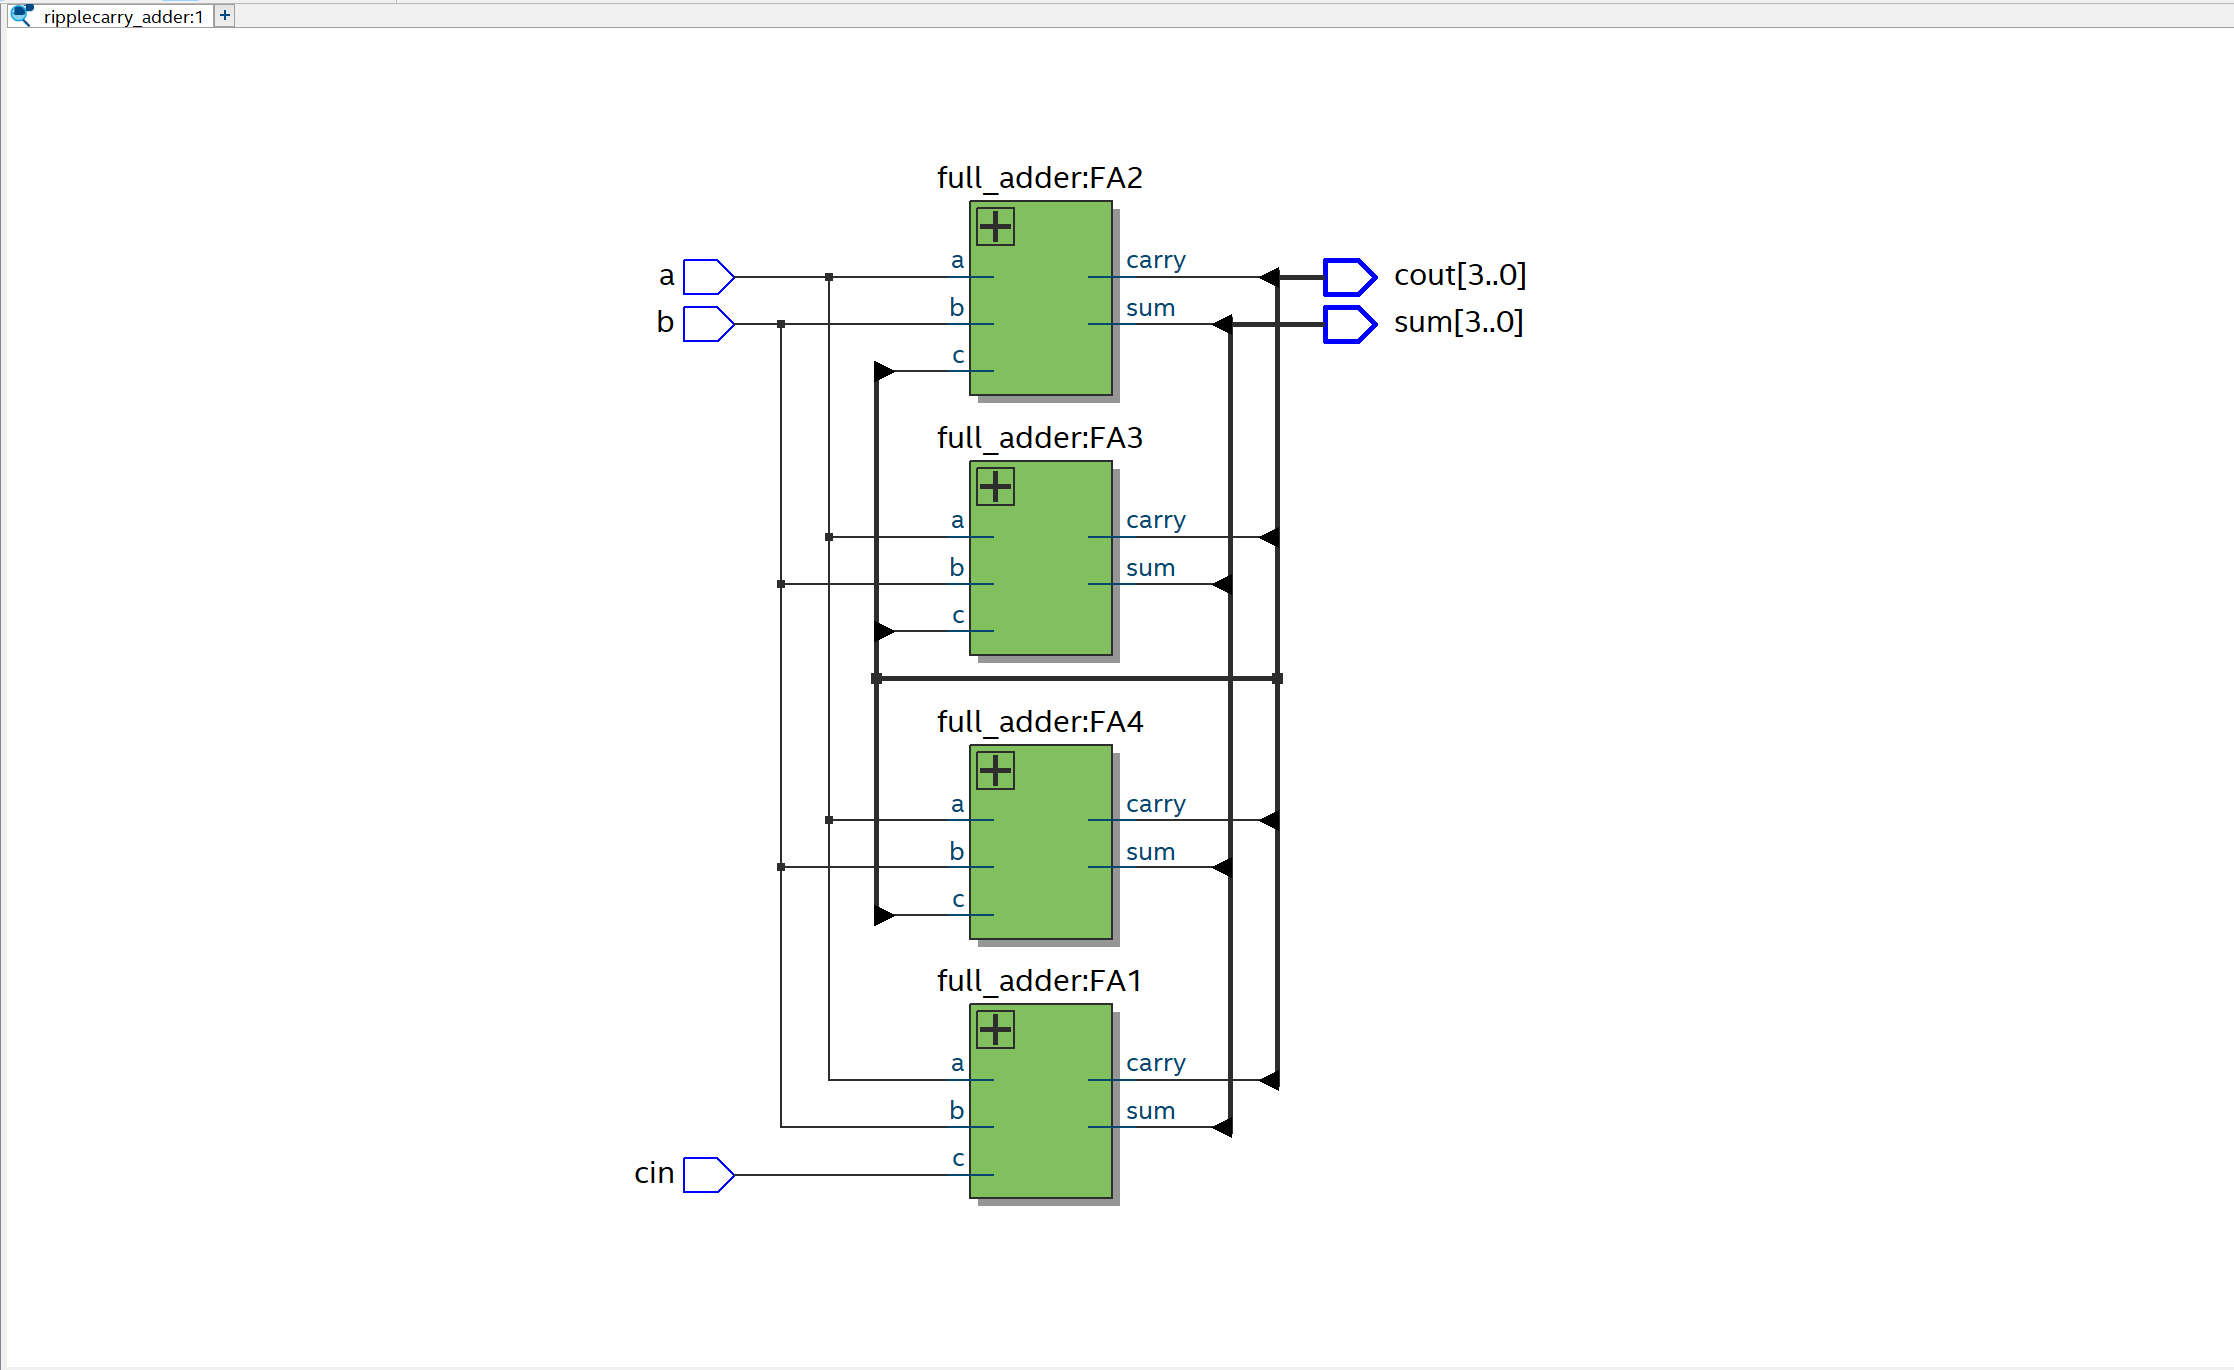 ripplecarry_adder:1
full_adder:FA2
a
a
carry
cout[3..0]
b
b
sum
sum[3..0]
c
full_adder:FA3
a
carry
b
sum
c
full_adder:FA4
a
carry
b
sum
c
full_adder:FA1
a
carry
b
sum
cin
c